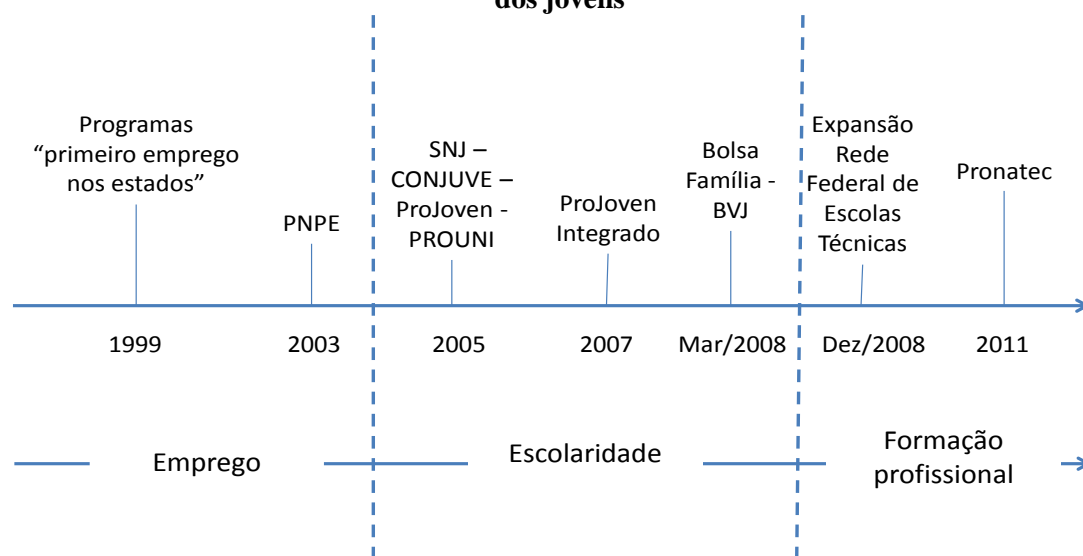 dos jovens
Programas
“primeiro emprego
nos estados”
PNPE
SNJ –
CONJUVE –
ProJoven -
PROUNI
ProJoven
Integrado
Bolsa
Família -
BVJ
Expansão
Rede
Federal de
Escolas
Técnicas
Pronatec
1999
2003
2005
2007
Mar/2008
Dez/2008
2011
Emprego
Escolaridade
Formação
profissional